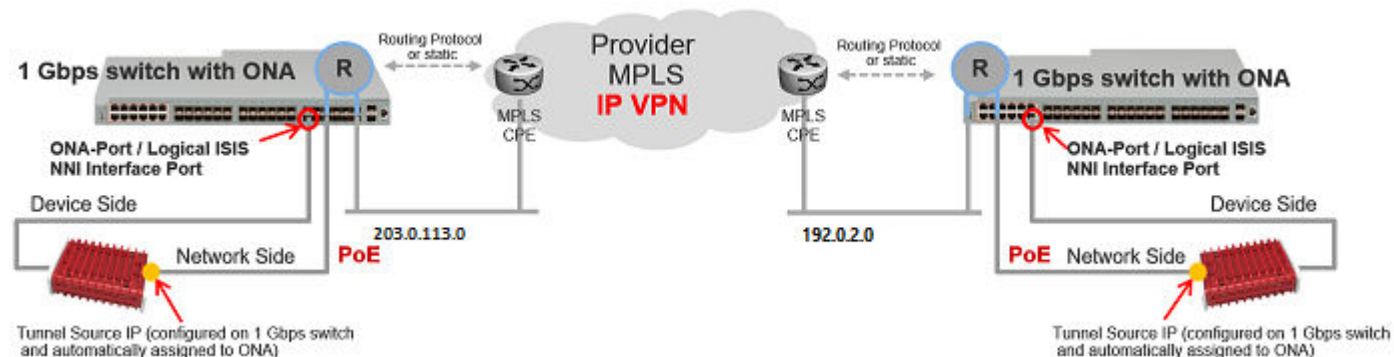 1 Gbps switch with ONA
R
Routing Protocol
or static
MPLS
CPE
Provider
MPLS
IP VPN
MPLS
CPE
Routing Protocol
or static
R
1 Gbps switch with ONA
ONA-Port / Logical ISIS
NNI Interface Port
ONA-Port / Logical ISIS
NNI Interface Port
Device Side
203.0.113.0
192.0.2.0
Device Side
Network Side
PoE
PoE
Network Side
Tunnel Source IP (configured on 1 Gbps switch
and automatically assigned to ONA)
Tunnel Source IP (configured on 1 Gbps switch
and automatically assigned to ONA)